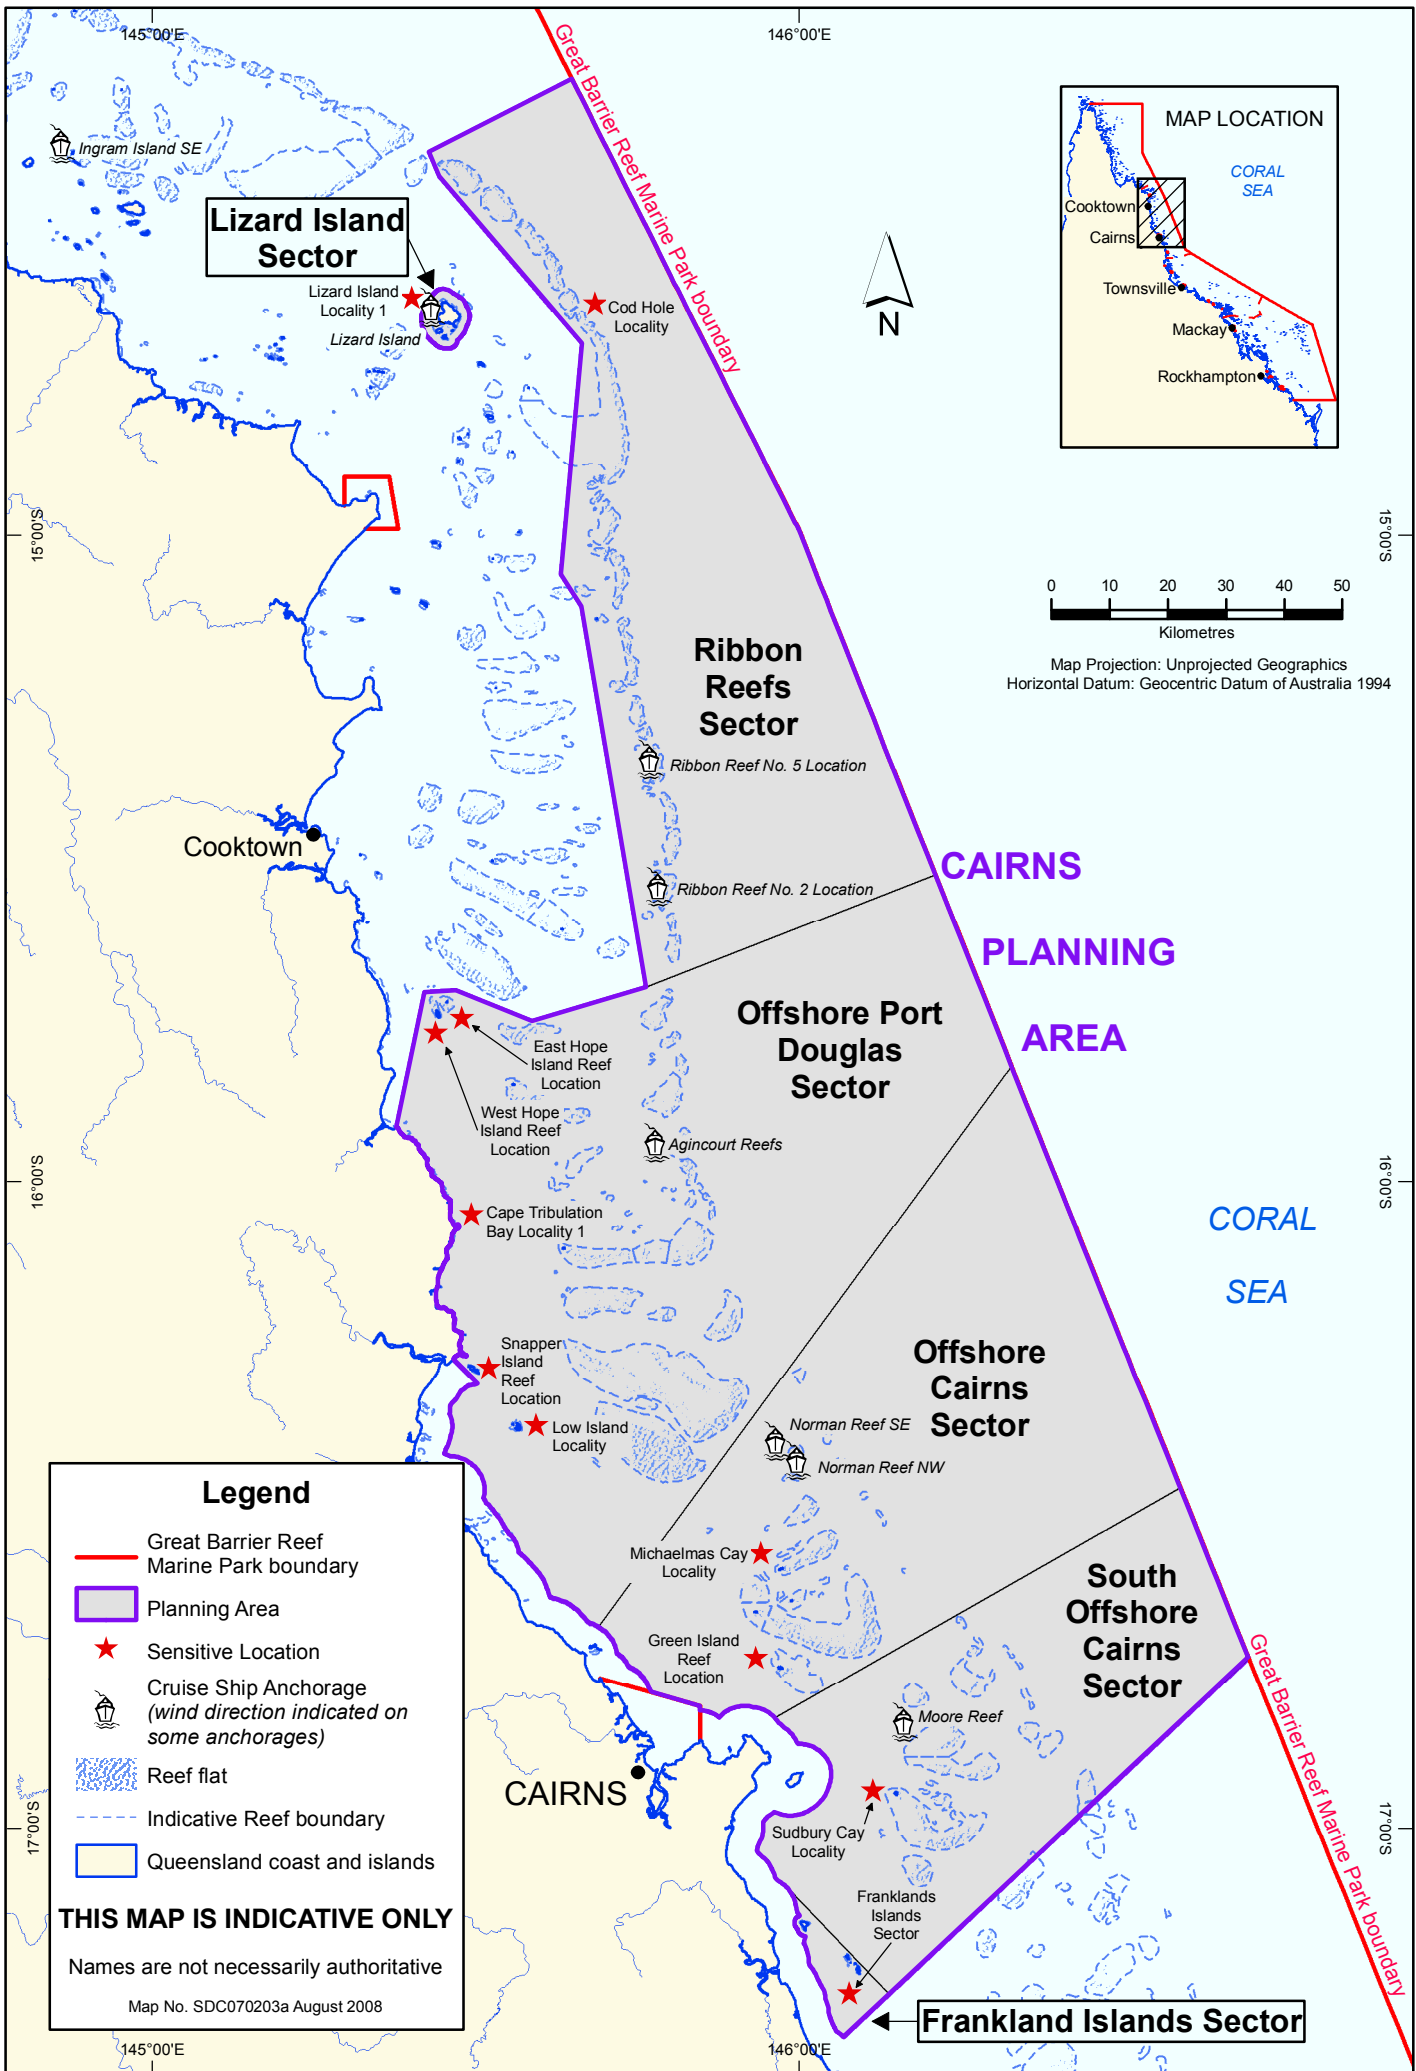 145°00'E
146°00'E
Great Barrier Reef Marine Park boundary
Ingram Island SE
Lizard Island
Sector
Lizard Island
Locality 1
Lizard Island
Cod Hole
Locality
N
MAP LOCATION
CORAL
SEA
Cooktown
Cairns
Townsville
Mackay
Rockhampton
15°00'S
15°00'S
0 10 20 30 40 50
Kilometres
Map Projection: Unprojected Geographics
Horizontal Datum: Geocentric Datum of Australia 1994
Ribbon
Reefs
Sector
Ribbon Reef No. 5 Location
Cooktown
Ribbon Reef No. 2 Location
CAIRNS
PLANNING
AREA
Offshore Port
Douglas
Sector
East Hope
Island Reef
Location
West Hope
Island Reef
Location
Agincourt Reefs
16°00'S
16°00'S
Cape Tribulation
Bay Locality 1
CORAL
SEA
Snapper
Island
Reef
Location
Low Island
Locality
Offshore
Cairns
Sector
Norman Reef SE
Norman Reef NW
Michaelmas Cay
Locality
Green Island
Reef
Location
South
Offshore
Cairns
Sector
Moore Reef
Great Barrier Reef Marine Park boundary
CAIRNS
Sudbury Cay
Locality
17°00'S
17°00'S
Franklands
Islands
Sector
Frankland Islands Sector
Legend
Great Barrier Reef
Marine Park boundary
Planning Area
Sensitive Location
Cruise Ship Anchorage
(wind direction indicated on
some anchorages)
Reef flat
Indicative Reef boundary
Queensland coast and islands
THIS MAP IS INDICATIVE ONLY
Names are not necessarily authoritative
Map No. SDC070203a August 2008
145°00'E
146°00'E